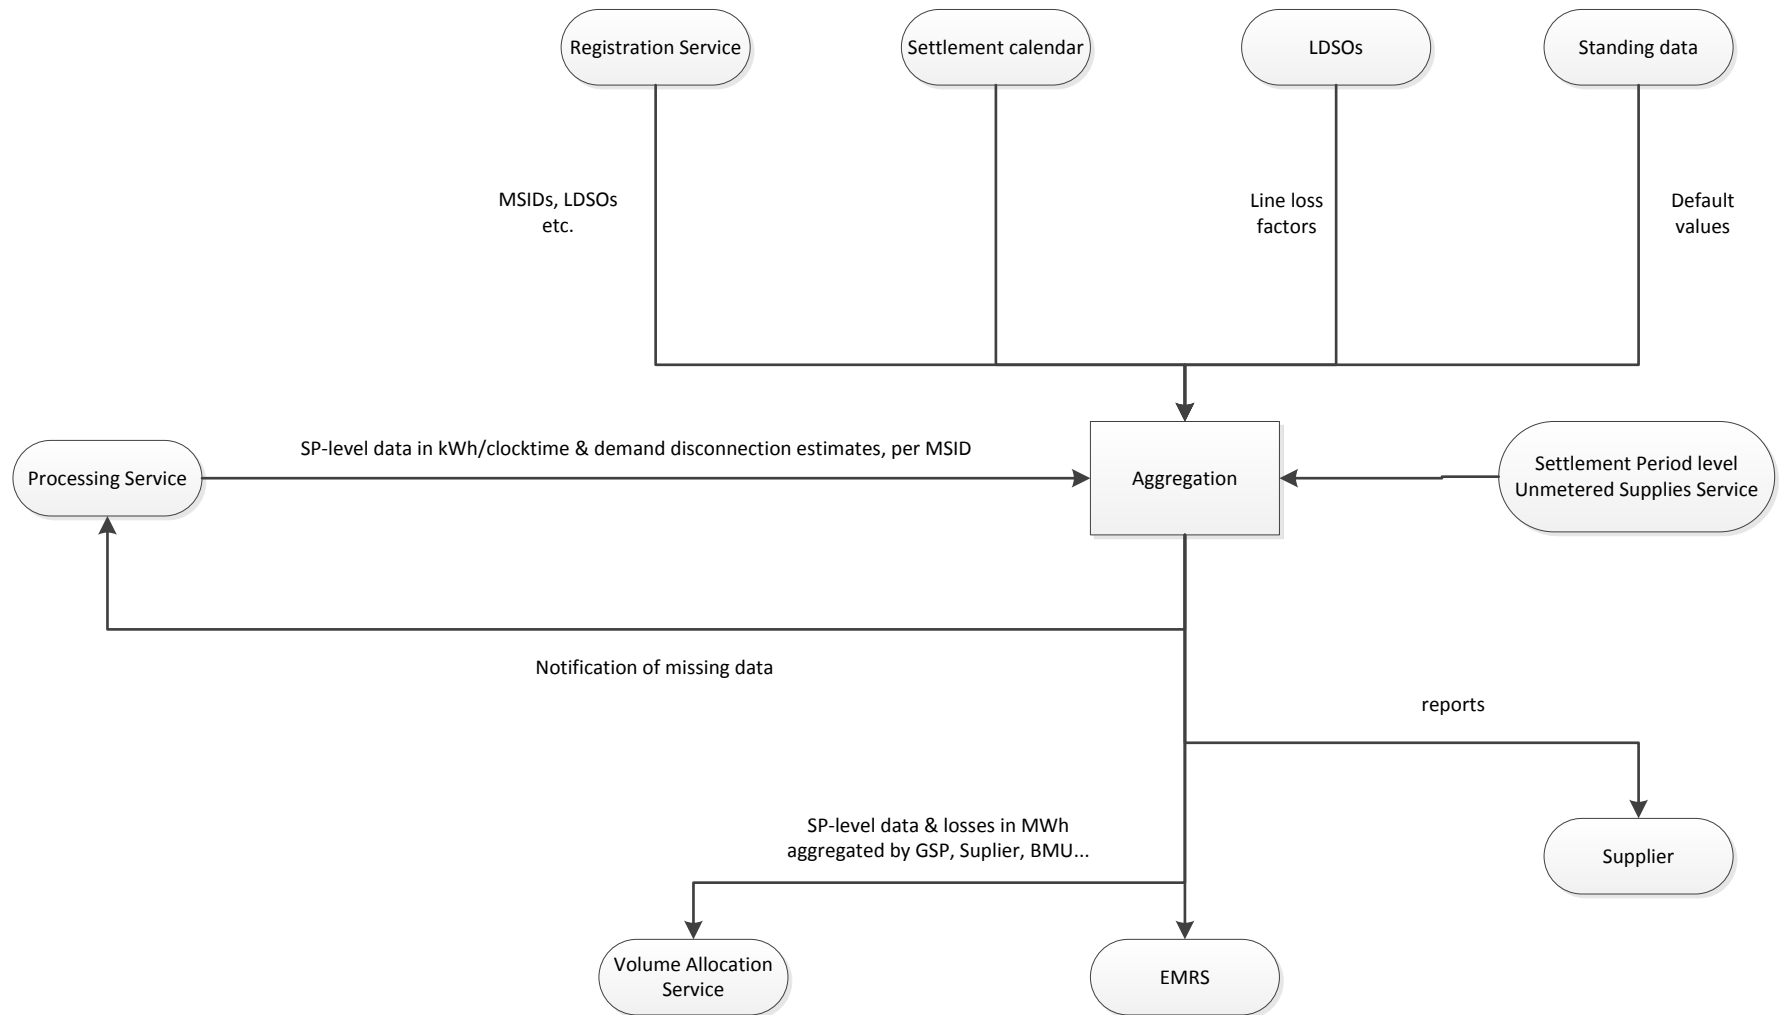 Registration Service
Settlement calendar
LDSOs
Standing data
MSIDs, LDSOs
etc.
Line loss
factors
Default
values
SP-level data in kWh/clocktime & demand disconnection estimates, per MSID
Processing Service
Aggregation
Settlement Period level
Unmetered Supplies Service
Notification of missing data
reports
SP-level data & losses in MWh
aggregated by GSP, Suplier, BMU...
Supplier
Volume Allocation
Service
EMRS